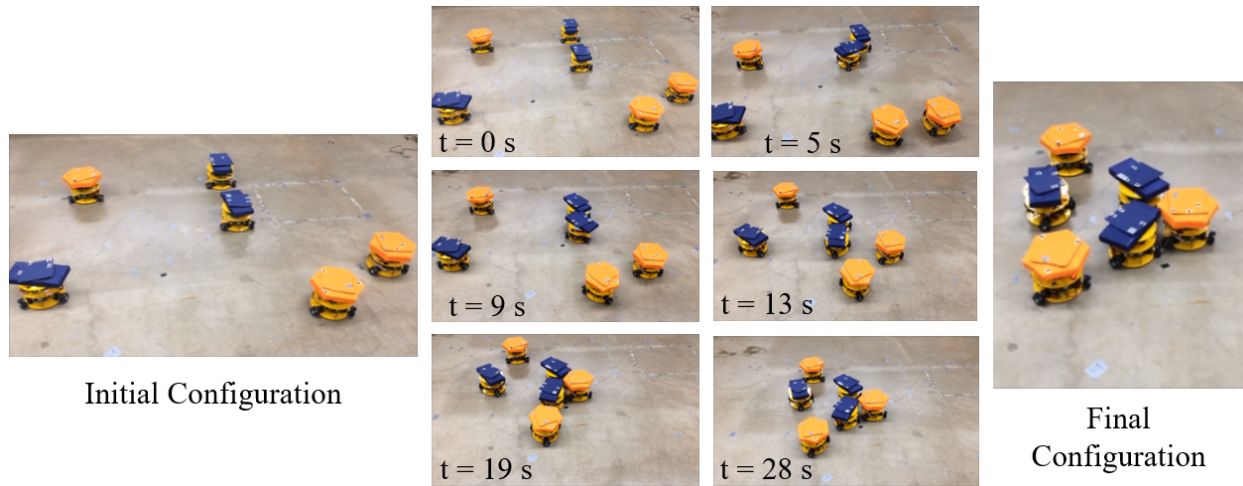 t = 0 s
t = 5 s
t = 9 s
t = 13 s
t = 19 s
t = 28 s
Initial Configuration
Final
Configuration